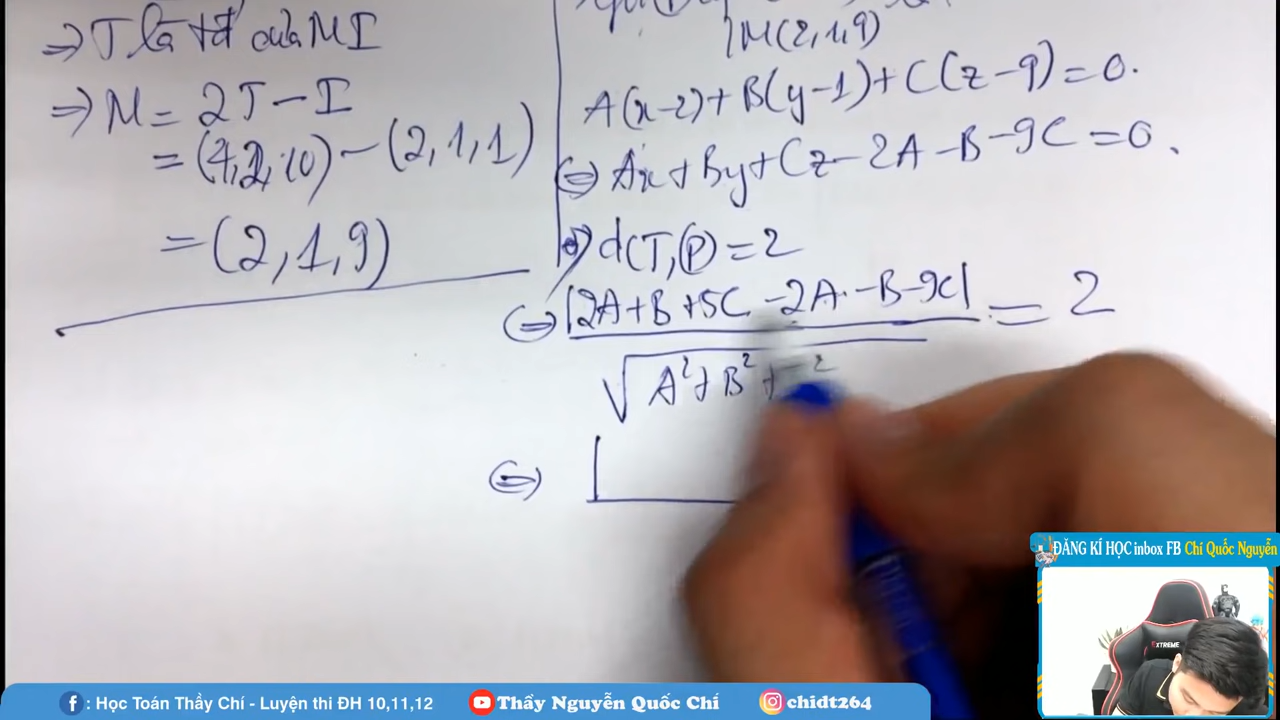 => T là tđ của MI
=> M = 2T - I
= (4,2,10) - (2,1,1)
= (2,1,9)
M(2,1,9)
A(x-2) + B(y-1) + C(z-9) = 0.
<=> Ax + By + Cz - 2A - B - 9C = 0.
d(T,(P)) = 2
<=> |2A + B + 5C - 2A - B - 9C| = 2
√A² + B² + ²
<=> |
ĐĂNG KÍ HỌC inbox FB Chí Quốc Nguyễn
EXTREME
f : Học Toán Thầy Chí - Luyện thi ĐH 10,11,12
Thầy Nguyễn Quốc Chí
chidt264